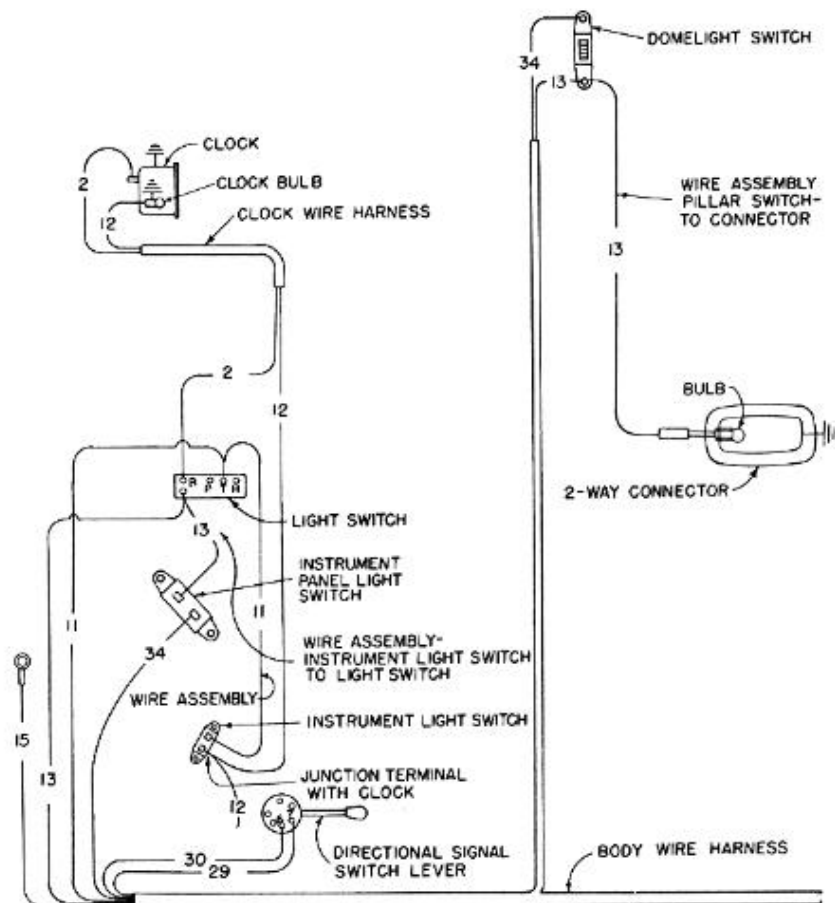 DOMELIGHT SWITCH
34
13
CLOCK
2
CLOCK BULB
12
CLOCK WIRE HARNESS
WIRE ASSEMBLY
PILLAR SWITCH-
TO CONNECTOR
13
2
12
BULB
R P T H
2-WAY CONNECTOR
13
LIGHT SWITCH
INSTRUMENT
PANEL LIGHT
SWITCH
11
11
34
WIRE ASSEMBLY-
INSTRUMENT LIGHT SWITCH
TO LIGHT SWITCH
WIRE ASSEMBLY
INSTRUMENT LIGHT SWITCH
15
13
JUNCTION TERMINAL
WITH CLOCK
12
30
29
DIRECTIONAL SIGNAL
SWITCH LEVER
BODY WIRE HARNESS